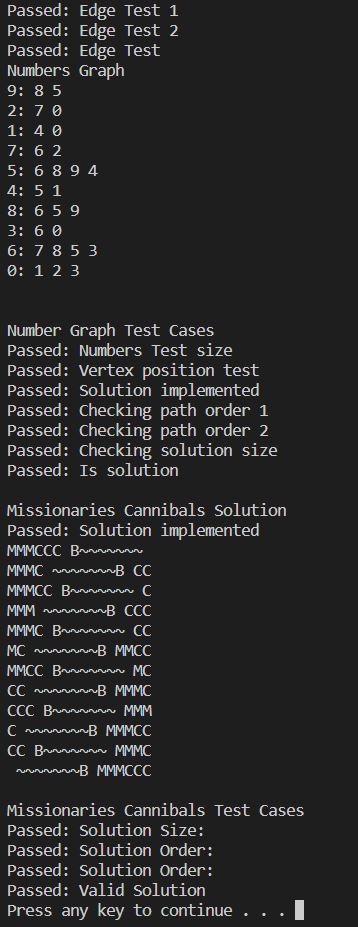 Passed: Edge Test 1
Passed: Edge Test 2
Passed: Edge Test
Numbers Graph
9: 8 5
2: 7 0
1: 4 0
7: 6 2
5: 6 8 9 4
4: 5 1
8: 6 5 9
3: 6 0
6: 7 8 5 3
0: 1 2 3
Number Graph Test Cases
Passed: Numbers Test size
Passed: Vertex position test
Passed: Solution implemented
Passed: Checking path order 1
Passed: Checking path order 2
Passed: Checking solution size
Passed: Is solution
Missionaries Cannibals Solution
Passed: Solution implemented
MMMCCC B~~~~~~~
MMMC ~~~~~~~B CC
MMMCC B~~~~~~~ C
MMM ~~~~~~~B CCC
MMMC B~~~~~~~ CC
MC ~~~~~~~B MMCC
MMCC B~~~~~~~ MC
CC ~~~~~~~B MMMC
CCC B~~~~~~~ MMM
C ~~~~~~~B MMMCC
CC B~~~~~~~ MMMC
 ~~~~~~~B MMMCCC
Missionaries Cannibals Test Cases
Passed: Solution Size:
Passed: Solution Order:
Passed: Solution Order:
Passed: Valid Solution
Press any key to continue . . .